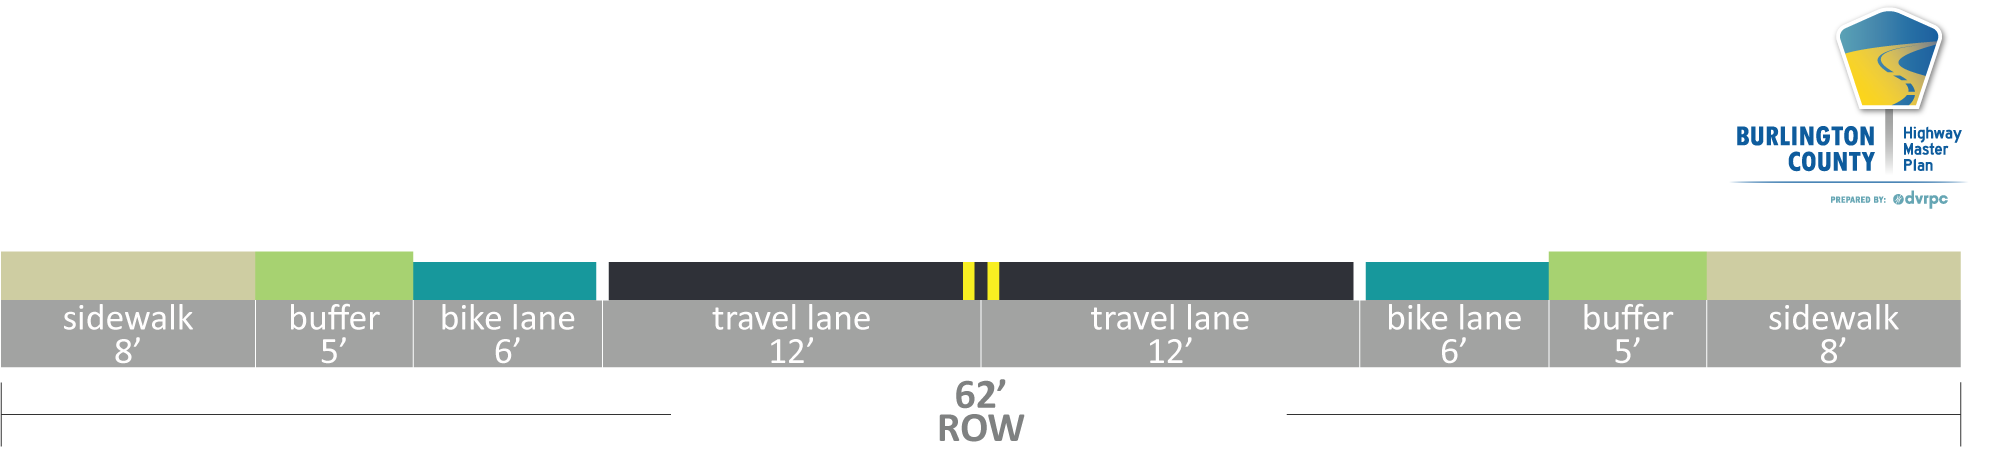 BURLINGTON
COUNTY
Highway
Master
Plan
PREPARED BY: dvrpc
sidewalk
8’
buffer
5’
bike lane
6’
travel lane
12’
travel lane
12’
bike lane
6’
buffer
5’
sidewalk
8’
62’
ROW